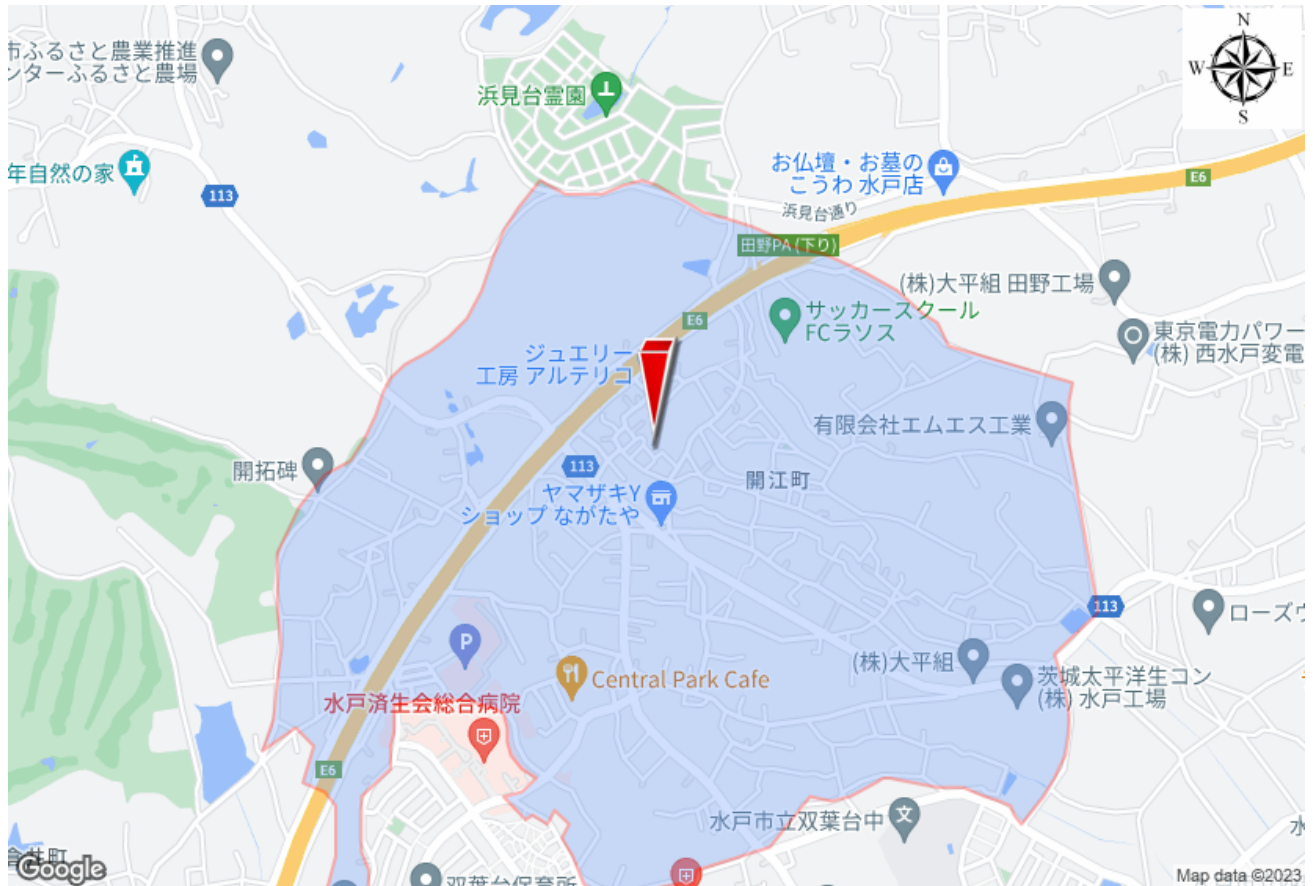 市ふるさと農業推進
ンターふるさと農場
N
W
E
S
浜見台霊園
年自然の家
113
お仏壇・お墓の
こうわ 水戸店
E6
浜見台通り
田野PA (下り)
(株)大平組 田野工場
サッカースクール
FCラソス
東京電力パワー
(株) 西水戸変電
E6
ジュエリー
工房 アルテリコ
有限会社エムエス工業
開拓碑
113
開江町
ヤマザキY
ショップ ながたや
113
ローズウ
P
(株)大平組
Central Park Cafe
茨城太平洋生コン
(株) 水戸工場
水戸済生会総合病院
E6
水戸市立双葉台中
文
双葉台保育所
Google
Map data ©2023